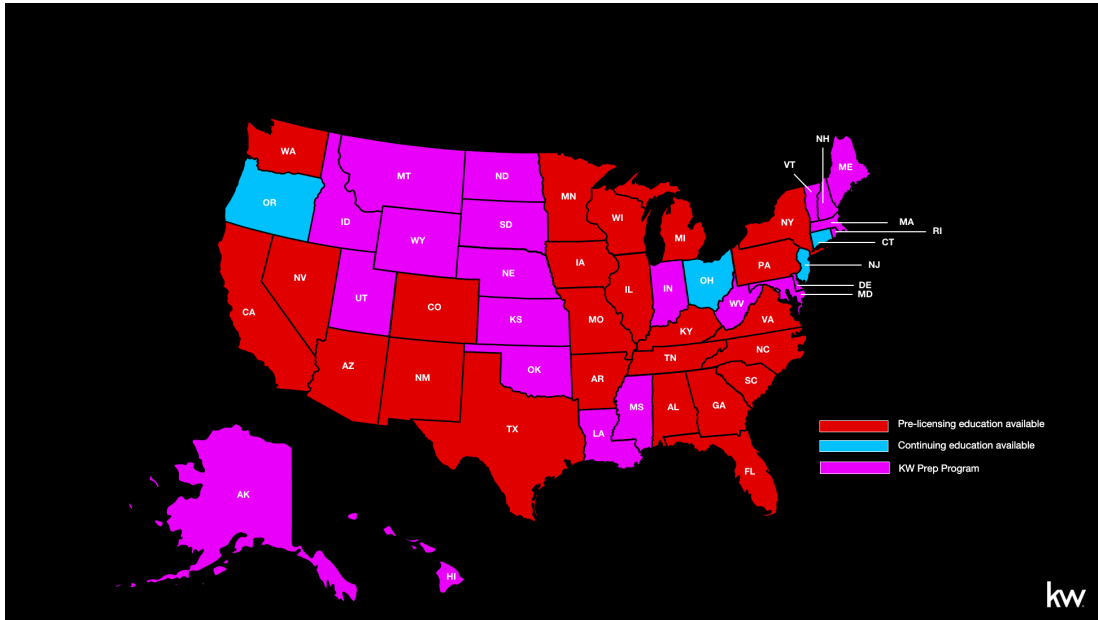 NH
VT
ME
WA
MT
ND
MN
OR
ID
SD
WI
NY
MA
RI
WY
MI
CT
IA
PA
NJ
NE
NV
OH
IN
IL
DE
UT
MD
WV
CO
CA
KS
MO
VA
KY
NC
TN
AZ
OK
NM
AR
SC
MS
AL
GA
TX
LA
Pre-licensing education available
Continuing education available
KW Prep Program
FL
AK
HI
kw